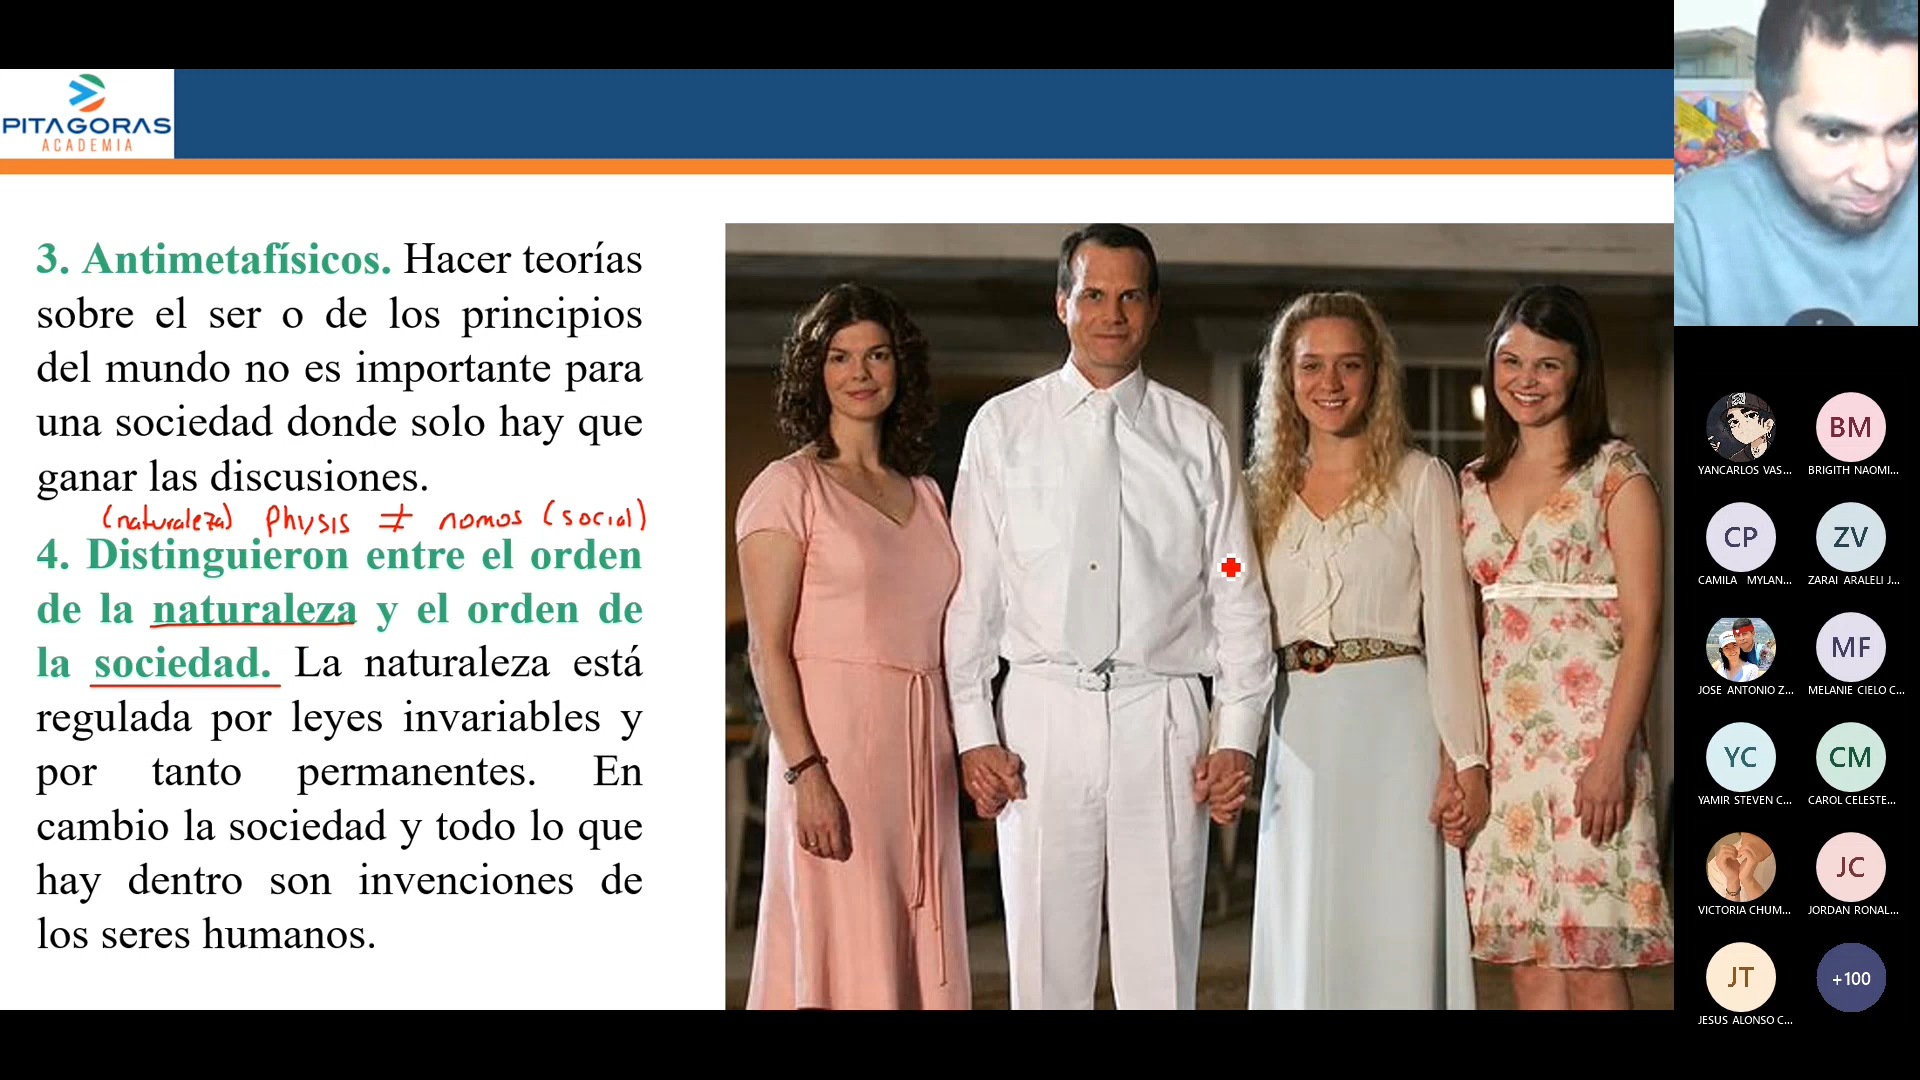 PITAGORAS
ACADEMIA
3. Antimetafísicos. Hacer teorías
sobre el ser o de los principios
del mundo no es importante para
una sociedad donde solo hay que
ganar las discusiones.
(naturaleza) Physis ≠ nomos (social)
4. Distinguieron entre el orden
de la naturaleza y el orden de
la sociedad. La naturaleza está
regulada por leyes invariables y
por tanto permanentes. En
cambio la sociedad y todo lo que
hay dentro son invenciones de
los seres humanos.
YANCARLOS VAS...
BM
BRIGITH NAOMI...
CP
CAMILA MYLAN...
ZV
ZARAI ARALELI J...
JOSE ANTONIO Z...
MF
MELANIE CIELO C...
YC
YAMIR STEVEN C...
CM
CAROL CELESTE...
VICTORIA CHUM...
JC
JORDAN RONAL...
JT
JESUS ALONSO C...
+100